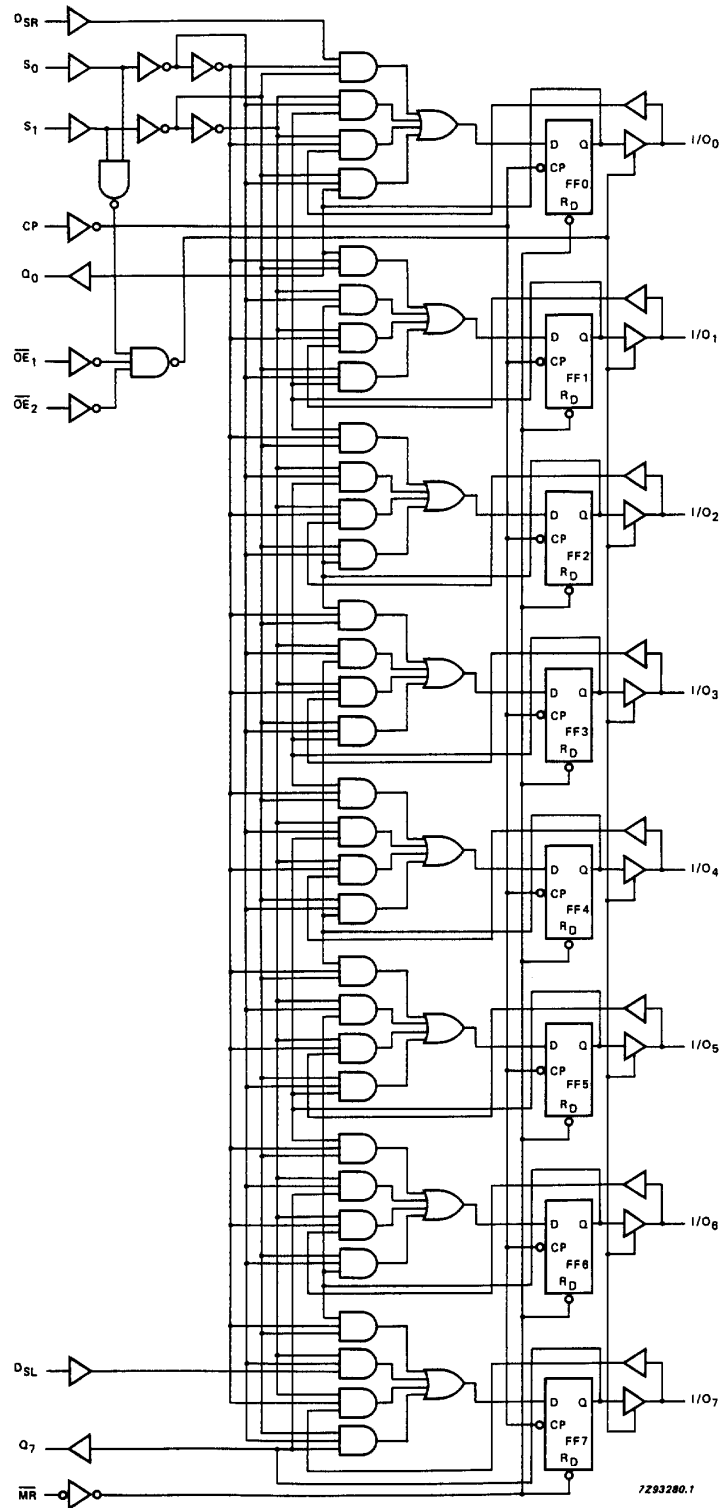 DSR
S0
S1
CP
Q0
OE1
OE2
D Q
CP
FF0
RD
I/O0
D Q
CP
FF1
RD
I/O1
D Q
CP
FF2
RD
I/O2
D Q
CP
FF3
RD
I/O3
D Q
CP
FF4
RD
I/O4
D Q
CP
FF5
RD
I/O5
D Q
CP
FF6
RD
I/O6
DSL
Q7
MR
D Q
CP
FF7
RD
I/O7
7Z93280.1